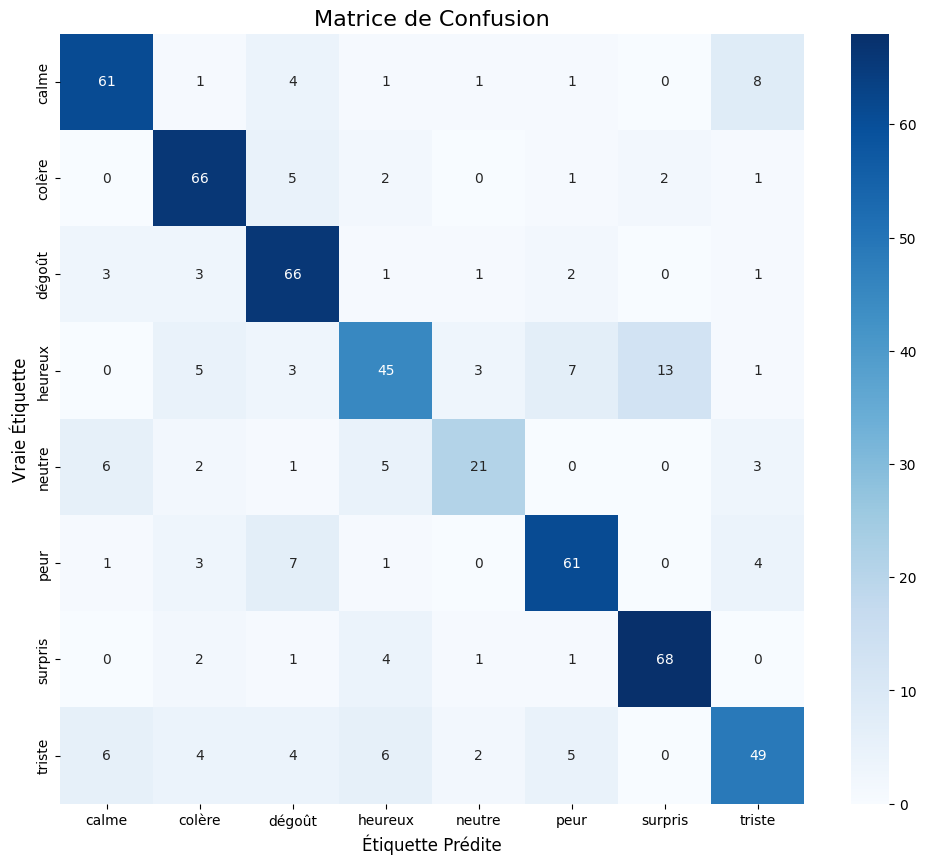 Matrice de Confusion
Vraie Étiquette
calme 61 1 4 1 1 1 0 8
colère 0 66 5 2 0 1 2 1
dégoût 3 3 66 1 1 2 0 1
heureux 0 5 3 45 3 7 13 1
neutre 6 2 1 5 21 0 0 3
peur 1 3 7 1 0 61 0 4
surpris 0 2 1 4 1 1 68 0
triste 6 4 4 6 2 5 0 49
calme colère dégoût heureux neutre peur surpris triste
Étiquette Prédite
60
50
40
30
20
10
0